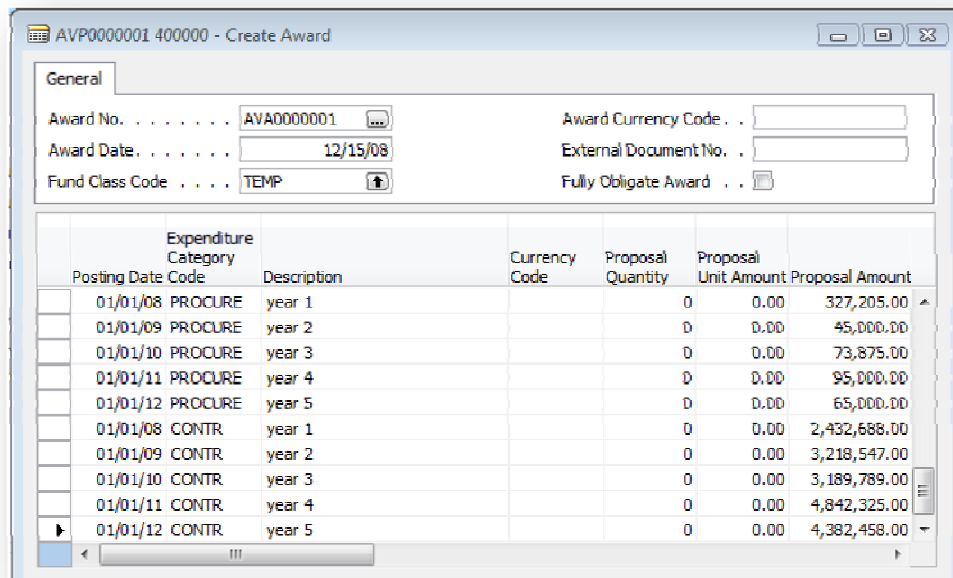 AVP0000001 400000 - Create Award
General
Award No. . . . . . . . . AVA0000001 ... Award Currency Code . .
Award Date. . . . . . . 12/15/08 External Document No. .
Fund Class Code . . . . TEMP Fully Obligate Award . .
Posting Date Expenditure Category Code Description Currency Code Proposal Quantity Proposal Unit Amount Proposal Amount
01/01/08 PROCURE year 1 0 0.00 327,205.00
01/01/09 PROCURE year 2 0 0.00 45,000.00
01/01/10 PROCURE year 3 0 0.00 73,875.00
01/01/11 PROCURE year 4 0 0.00 95,000.00
01/01/12 PROCURE year 5 0 0.00 65,000.00
01/01/08 CONTR year 1 0 0.00 2,432,688.00
01/01/09 CONTR year 2 0 0.00 3,218,547.00
01/01/10 CONTR year 3 0 0.00 3,189,789.00
01/01/11 CONTR year 4 0 0.00 4,842,325.00
01/01/12 CONTR year 5 0 0.00 4,382,458.00